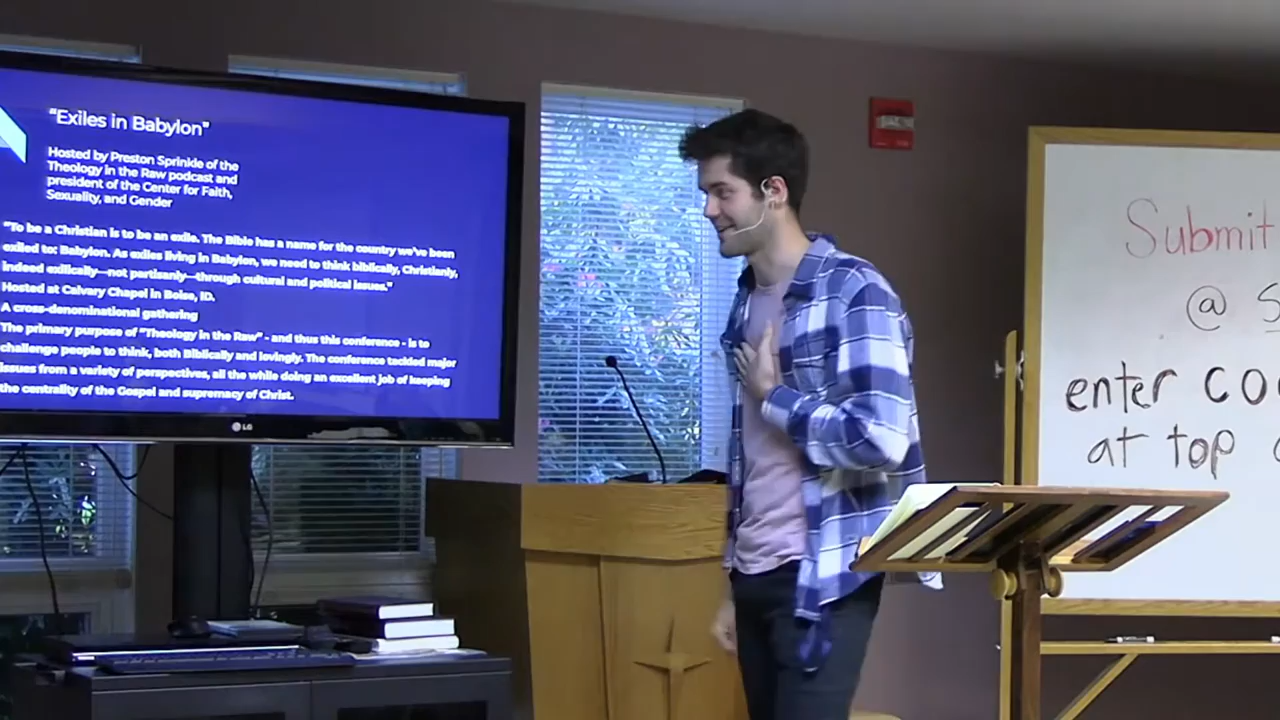 "Exiles in Babylon"
Hosted by Preston Sprinkle of the
Theology in the Raw podcast and
president of the Center for Faith,
Sexuality, and Gender
"To be a Christian is to be an exile. The Bible has a name for the country we've been
exiled to: Babylon. As exiles living in Babylon, we need to think biblically, Christianly,
indeed exilically—not partisanly—through cultural and political issues."
Hosted at Calvary Chapel in Boise, ID.
A cross-denominational gathering
The primary purpose of "Theology in the Raw" - and thus this conference - is to
challenge people to think, both Biblically and lovingly. The conference tackled major
issues from a variety of perspectives, all the while doing an excellent job of keeping
the centrality of the Gospel and supremacy of Christ.
LG
Submit
@ S
enter co
at top